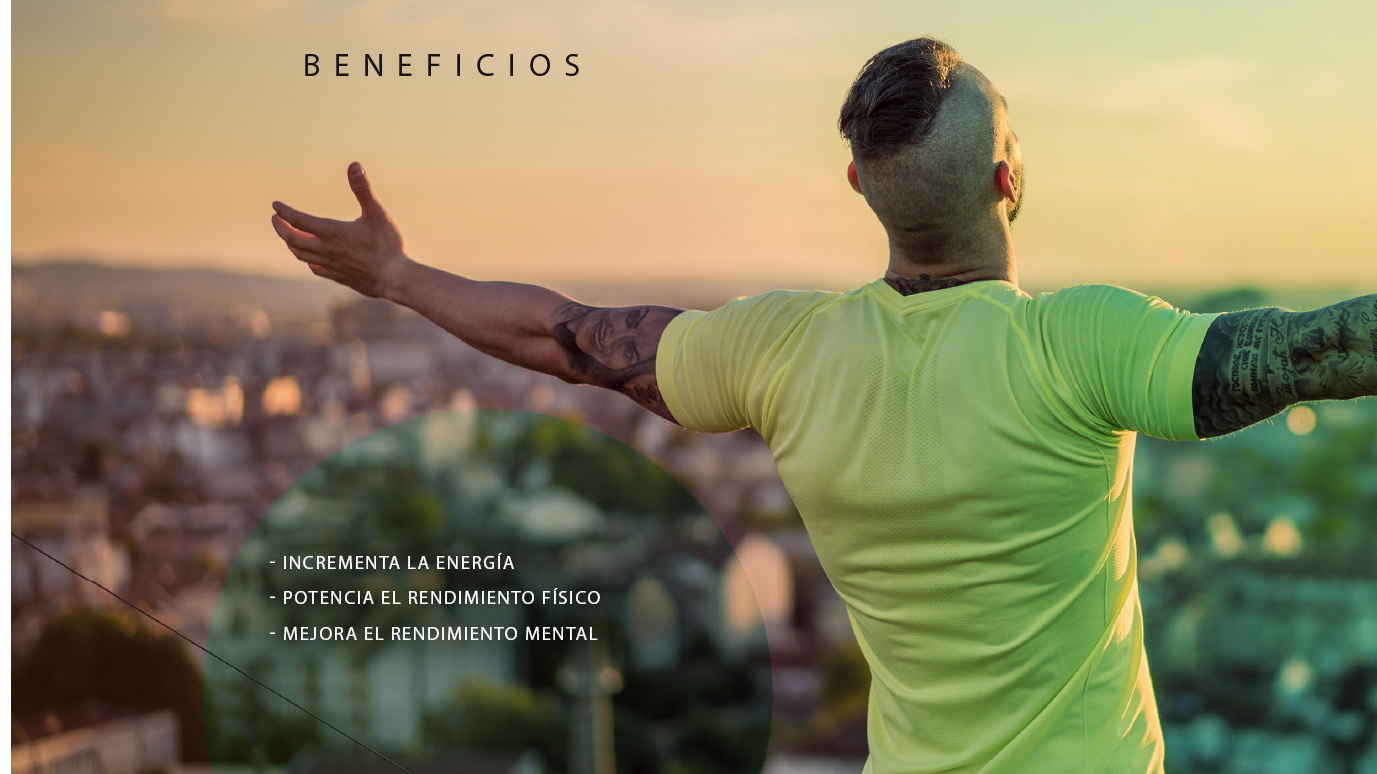 BENEFICIOS
- INCREMENTA LA ENERGÍA
- POTENCIA EL RENDIMIENTO FÍSICO
- MEJORA EL RENDIMIENTO MENTAL